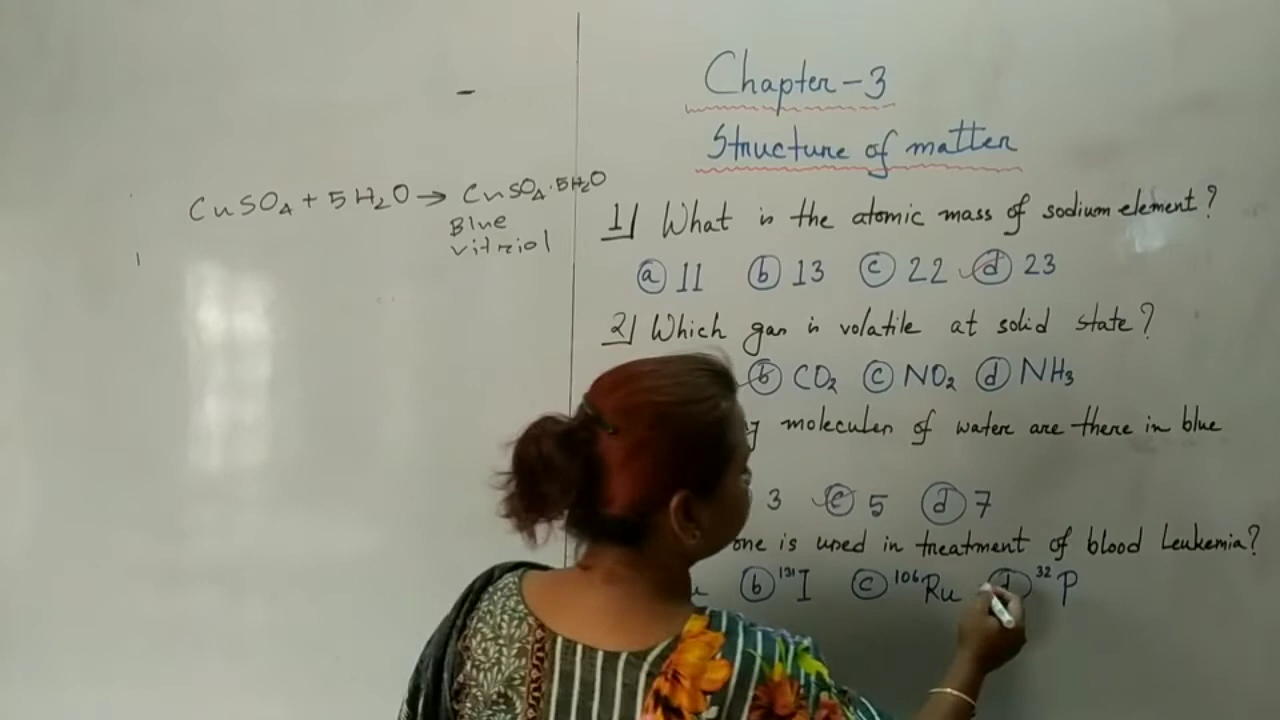 CuSO₄ + 5H₂O → CuSO₄.5H₂O
Blue
vitriol
Chapter-3
Structure of matter
1) What is the atomic mass of sodium element?
(a) 11 (b) 13 (c) 22 (d) 23
2) Which gas is volatile at solid state?
(b) CO₂ (c) NO₂ (d) NH₃
molecules of water are there in blue
3 (c) 5 (d) 7
one is used in treatment of blood Leukemia?
(b) ¹³¹I (c) ¹⁰⁶Ru (d) ³²P